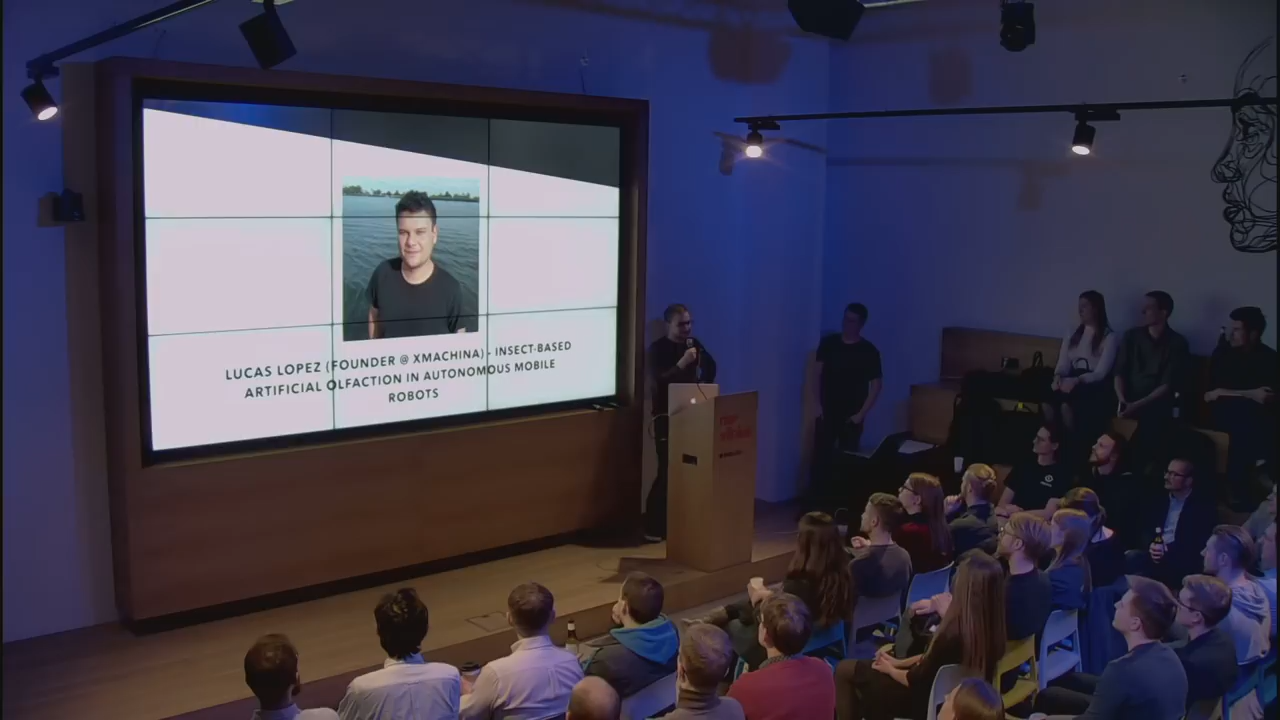 LUCAS LOPEZ (FOUNDER @ XMACHINA) - INSECT-BASED
ARTIFICIAL OLFACTION IN AUTONOMOUS MOBILE
ROBOTS